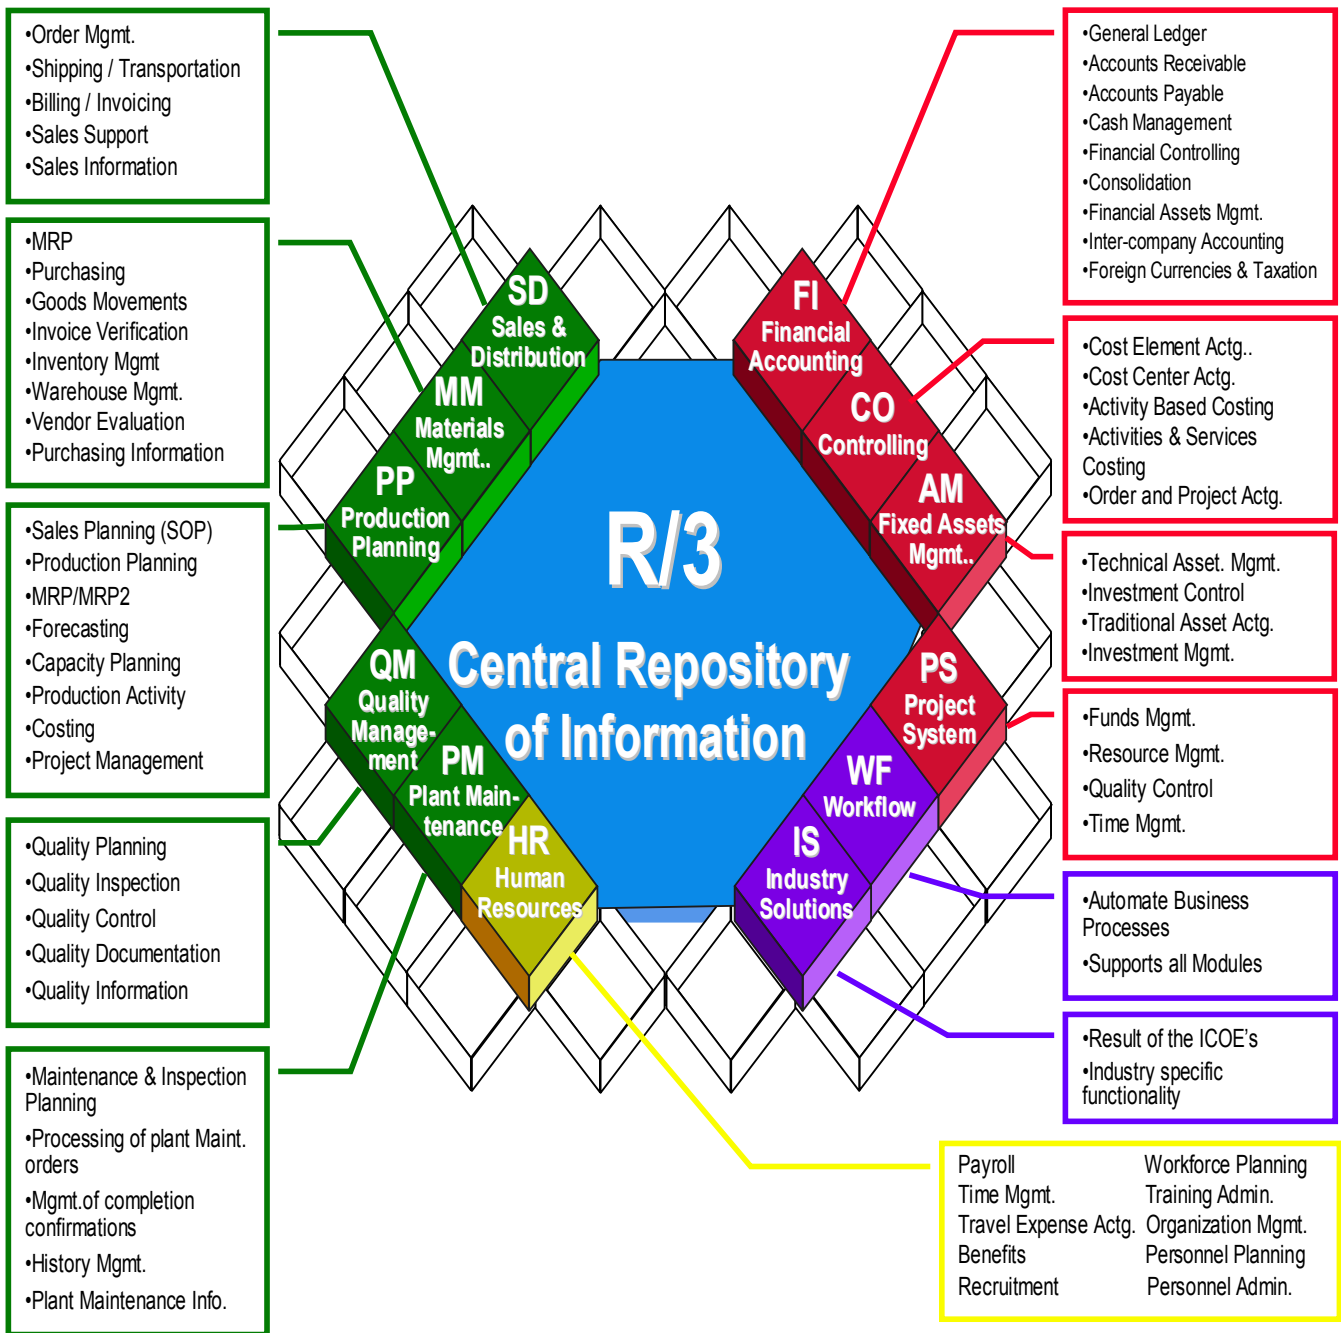 •Order Mgmt.
•Shipping / Transportation
•Billing / Invoicing
•Sales Support
•Sales Information
•MRP
•Purchasing
•Goods Movements
•Invoice Verification
•Inventory Mgmt
•Warehouse Mgmt.
•Vendor Evaluation
•Purchasing Information
•Sales Planning (SOP)
•Production Planning
•MRP/MRP2
•Forecasting
•Capacity Planning
•Production Activity
•Costing
•Project Management
•Quality Planning
•Quality Inspection
•Quality Control
•Quality Documentation
•Quality Information
•Maintenance & Inspection
Planning
•Processing of plant Maint.
orders
•Mgmt.of completion
confirmations
•History Mgmt.
•Plant Maintenance Info.
SD
Sales &
Distribution
MM
Materials
Mgmt..
PP
Production
Planning
QM
Quality
Manage-
ment
PM
Plant Main-
tenance
HR
Human
Resources
R/3
Central Repository
of Information
FI
Financial
Accounting
CO
Controlling
AM
Fixed Assets
Mgmt..
PS
Project
System
WF
Workflow
IS
Industry
Solutions
•General Ledger
•Accounts Receivable
•Accounts Payable
•Cash Management
•Financial Controlling
•Consolidation
•Financial Assets Mgmt.
•Inter-company Accounting
•Foreign Currencies & Taxation
•Cost Element Actg..
•Cost Center Actg.
•Activity Based Costing
•Activities & Services
Costing
•Order and Project Actg.
•Technical Asset. Mgmt.
•Investment Control
•Traditional Asset Actg.
•Investment Mgmt.
•Funds Mgmt.
•Resource Mgmt.
•Quality Control
•Time Mgmt.
•Automate Business
Processes
•Supports all Modules
•Result of the ICOE's
•Industry specific
functionality
Payroll Workforce Planning
Time Mgmt. Training Admin.
Travel Expense Actg. Organization Mgmt.
Benefits Personnel Planning
Recruitment Personnel Admin.